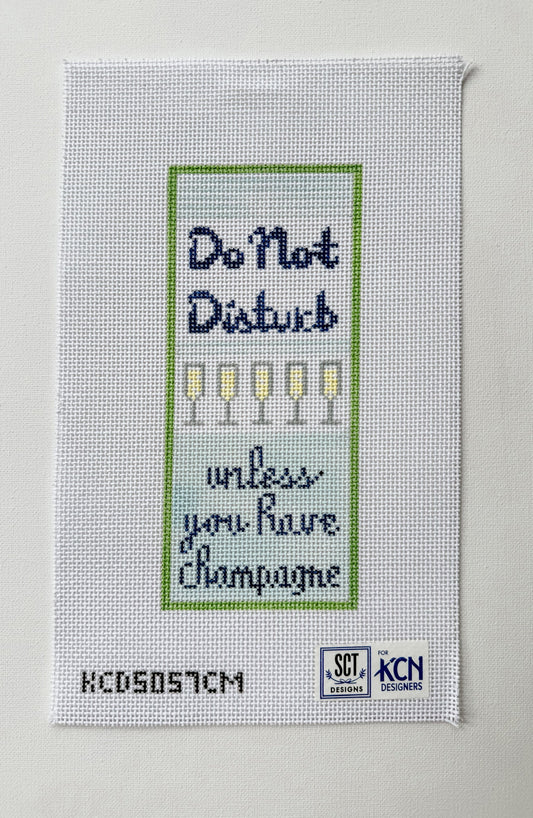 Do Not
Disturb
unless
you have
champagne
KCD5057CM
SCT
DESIGNS
FOR
KCN
DESIGNERS